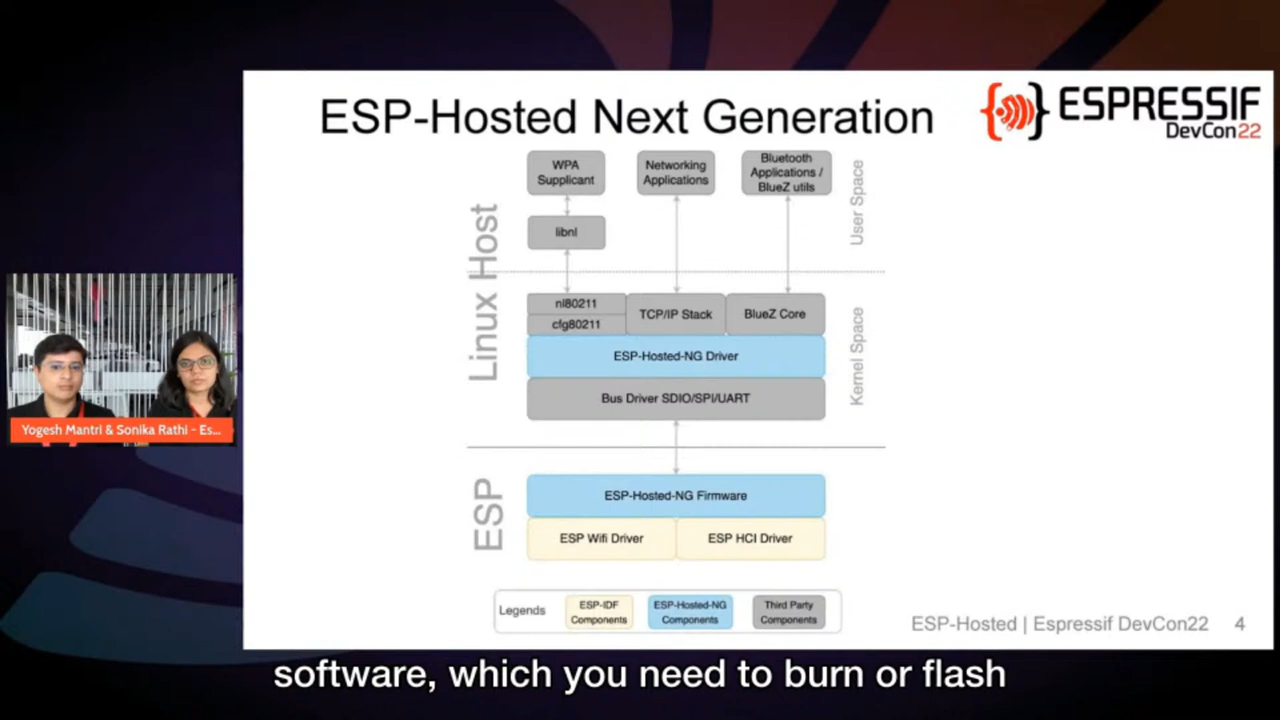 ESP-Hosted Next Generation
ESPRESSIF
DevCon22
WPA
Supplicant
Networking
Applications
Bluetooth
Applications /
BlueZ utils
libnl
User Space
Linux Host
nl80211
cfg80211
TCP/IP Stack
BlueZ Core
ESP-Hosted-NG Driver
Bus Driver SDIO/SPI/UART
Kernel Space
Yogesh Mantri & Sonika Rathi - Es...
ESP
ESP-Hosted-NG Firmware
ESP Wifi Driver
ESP HCI Driver
Legends
ESP-IDF
Components
ESP-Hosted-NG
Components
Third Party
Components
ESP-Hosted | Espressif DevCon22 4
software, which you need to burn or flash